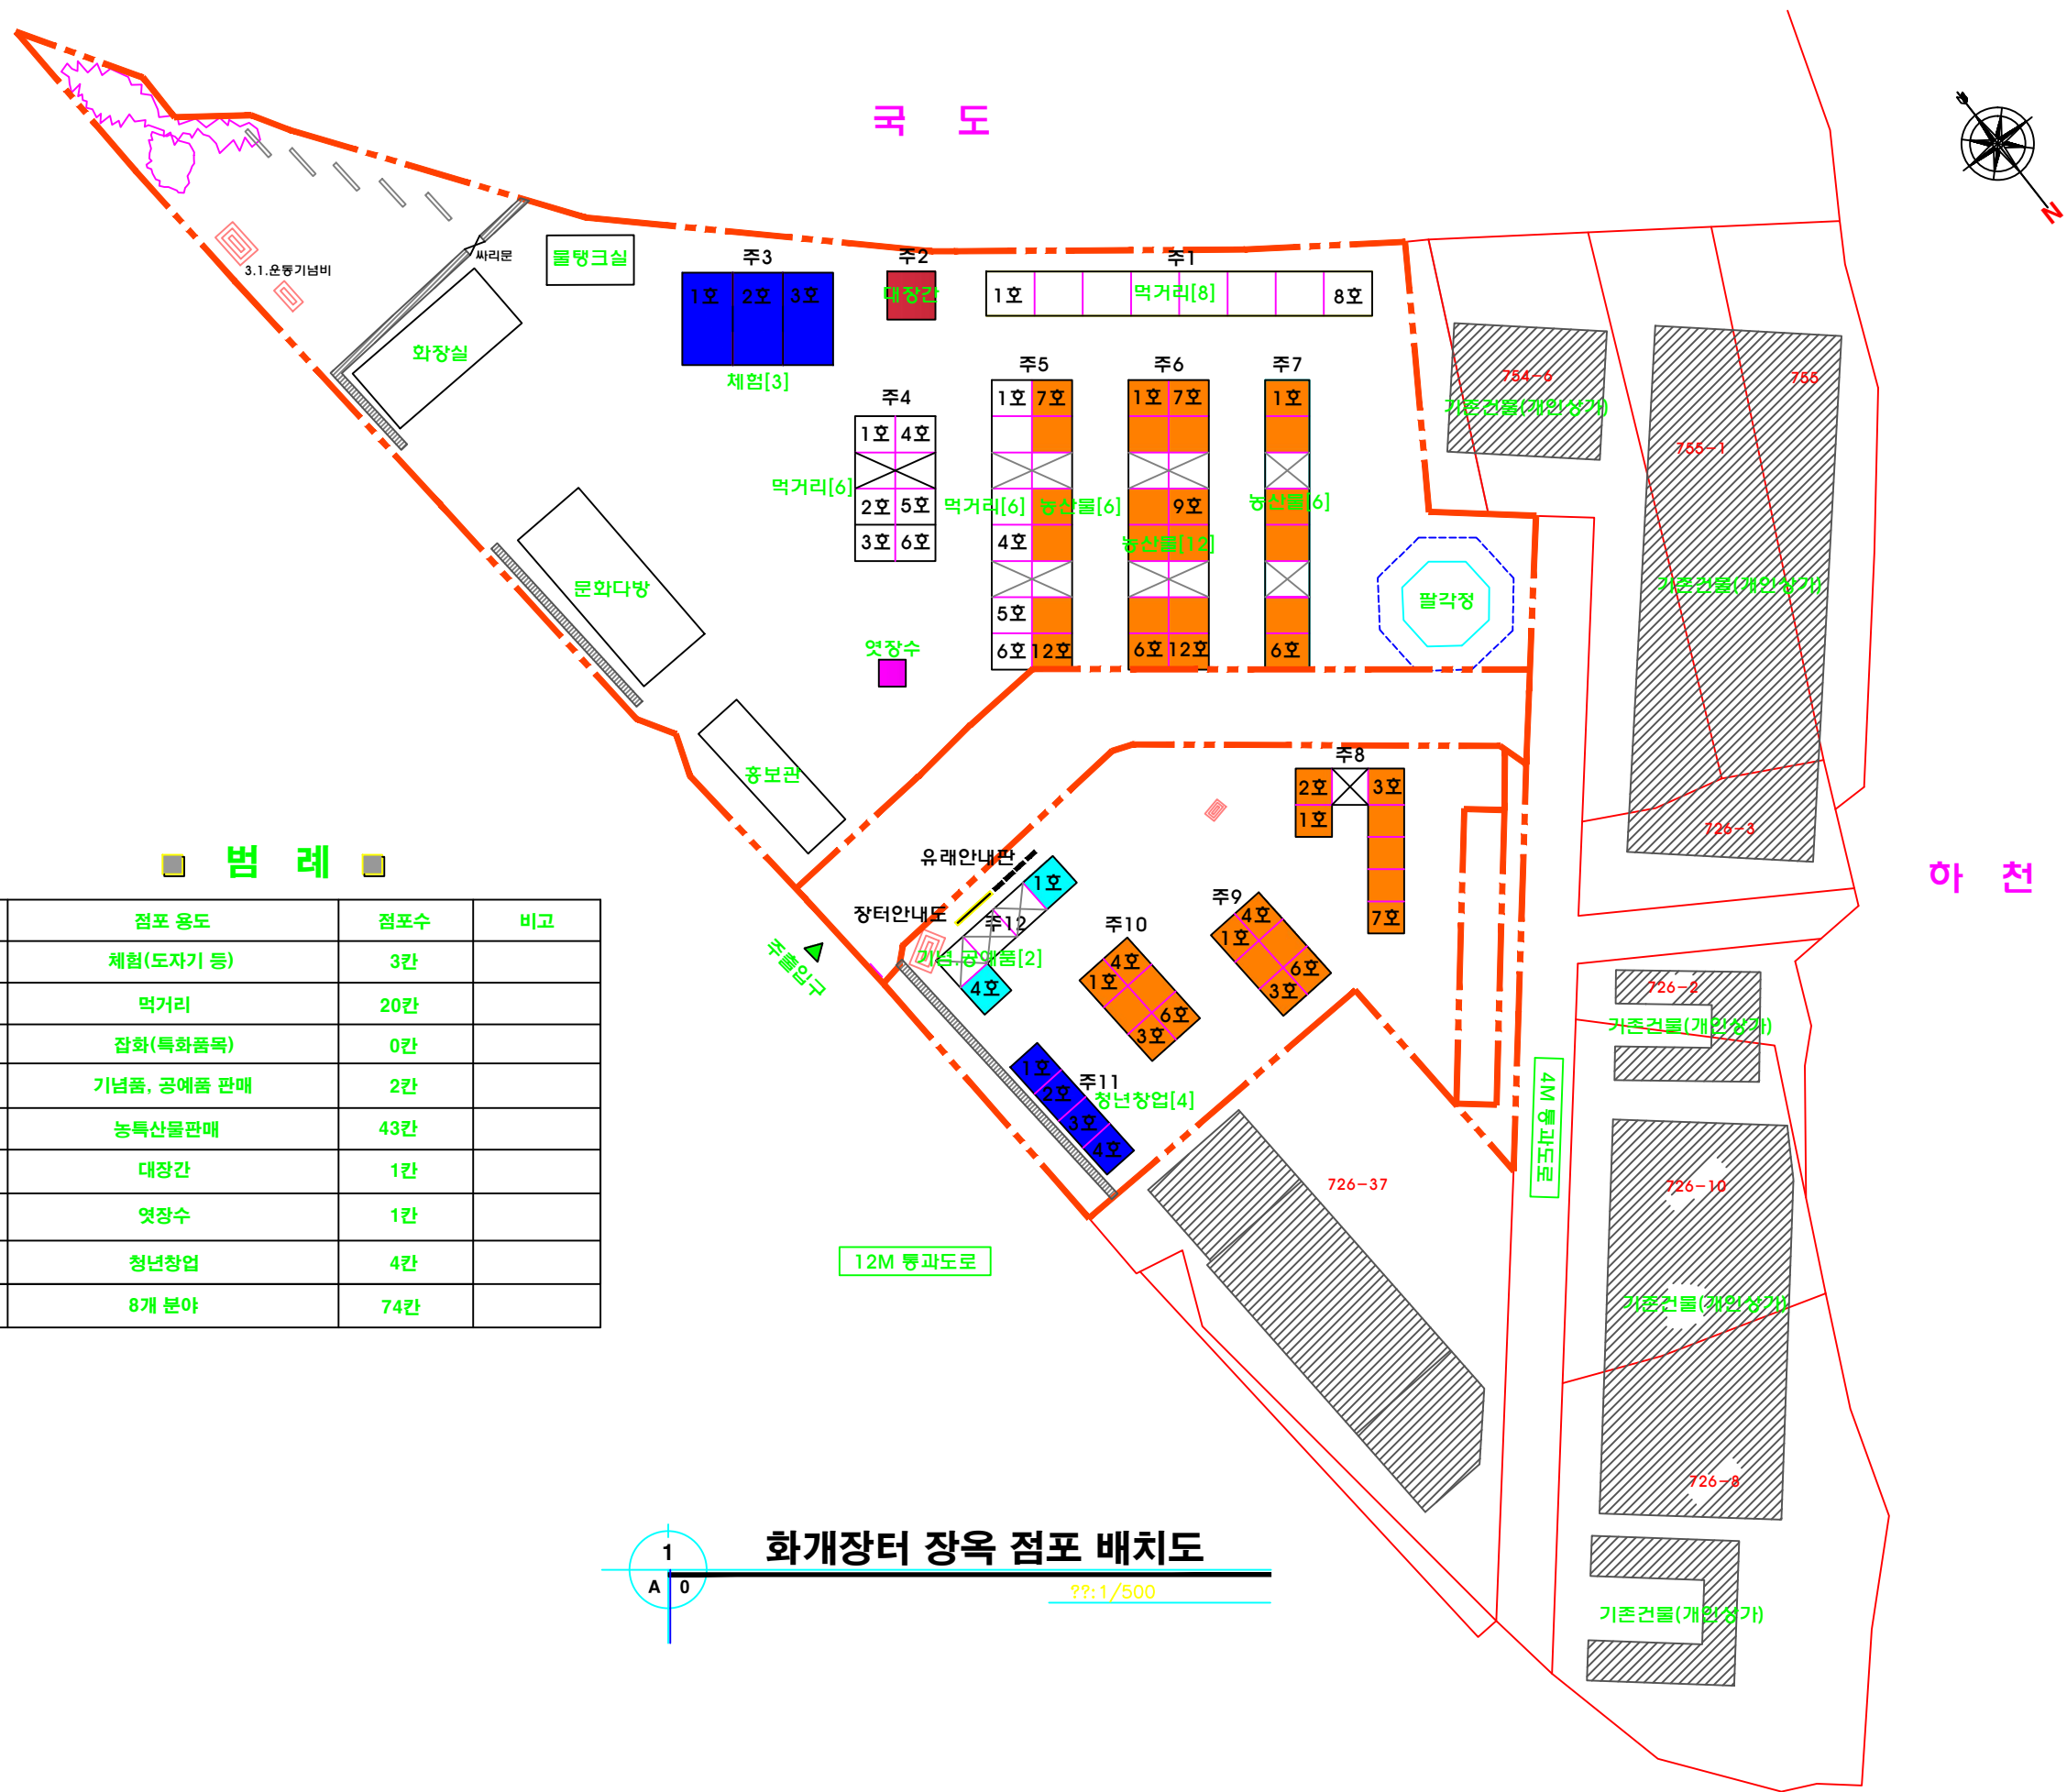 국 도
N
3.1.운동기념비
싸리문
물탱크실
화장실
주3
1호 2호 3호
체험[3]
주2
대장간
주1
1호 먹거리[8] 8호
주4
1호 4호
2호 5호
3호 6호
먹거리[6]
주5
1호 7호
4호
5호
6호 12호
먹거리[6] 농산물[6]
주6
1호 7호
9호
농산물[12]
6호 12호
주7
1호
농산물[6]
6호
팔각정
754-6
기존건물(개인상가)
755
755-1
기존건물(개인상가)
726-3
하 천
문화다방
엿장수
홍보관
주8
2호 3호
1호
7호
유래안내판
장터안내도
주12
1호
기념,공예품[2]
4호
주출입구
주10
4호
1호
6호
3호
주9
4호
1호
6호
3호
주11
1호
2호
3호
4호
청년창업[4]
726-2
기존건물(개인상가)
4M 통과도로
726-37
726-10
기존건물(개인상가)
726-8
기존건물(개인상가)
12M 통과도로
범 례
점포 용도 점포수 비고
체험(도자기 등) 3칸
먹거리 20칸
잡화(특화품목) 0칸
기념품, 공예품 판매 2칸
농특산물판매 43칸
대장간 1칸
엿장수 1칸
청년창업 4칸
8개 분야 74칸
1
A 0
화개장터 장옥 점포 배치도
??:1/500